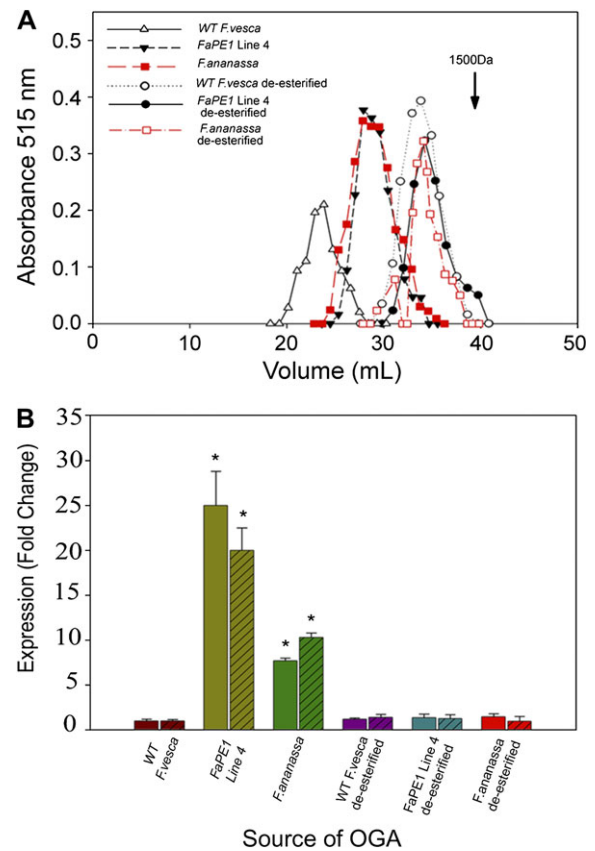 A
Absorbance 515 nm
0.5
0.4
0.3
0.2
0.1
0.0
WT F.vesca
FaPE1 Line 4
F.ananassa
WT F.vesca de-esterified
FaPE1 Line 4
de-esterified
F.ananassa
de-esterified
1500Da
0
10
20
30
40
50
Volume (mL)
B
Expression (Fold Change)
35
30
25
20
15
10
5
0
*
*
*
*
WT
F.vesca
FaPE1
Line 4
F.ananassa
WT F.vesca
de-esterified
FaPE1 Line 4
de-esterified
F.ananassa
de-esterified
Source of OGA